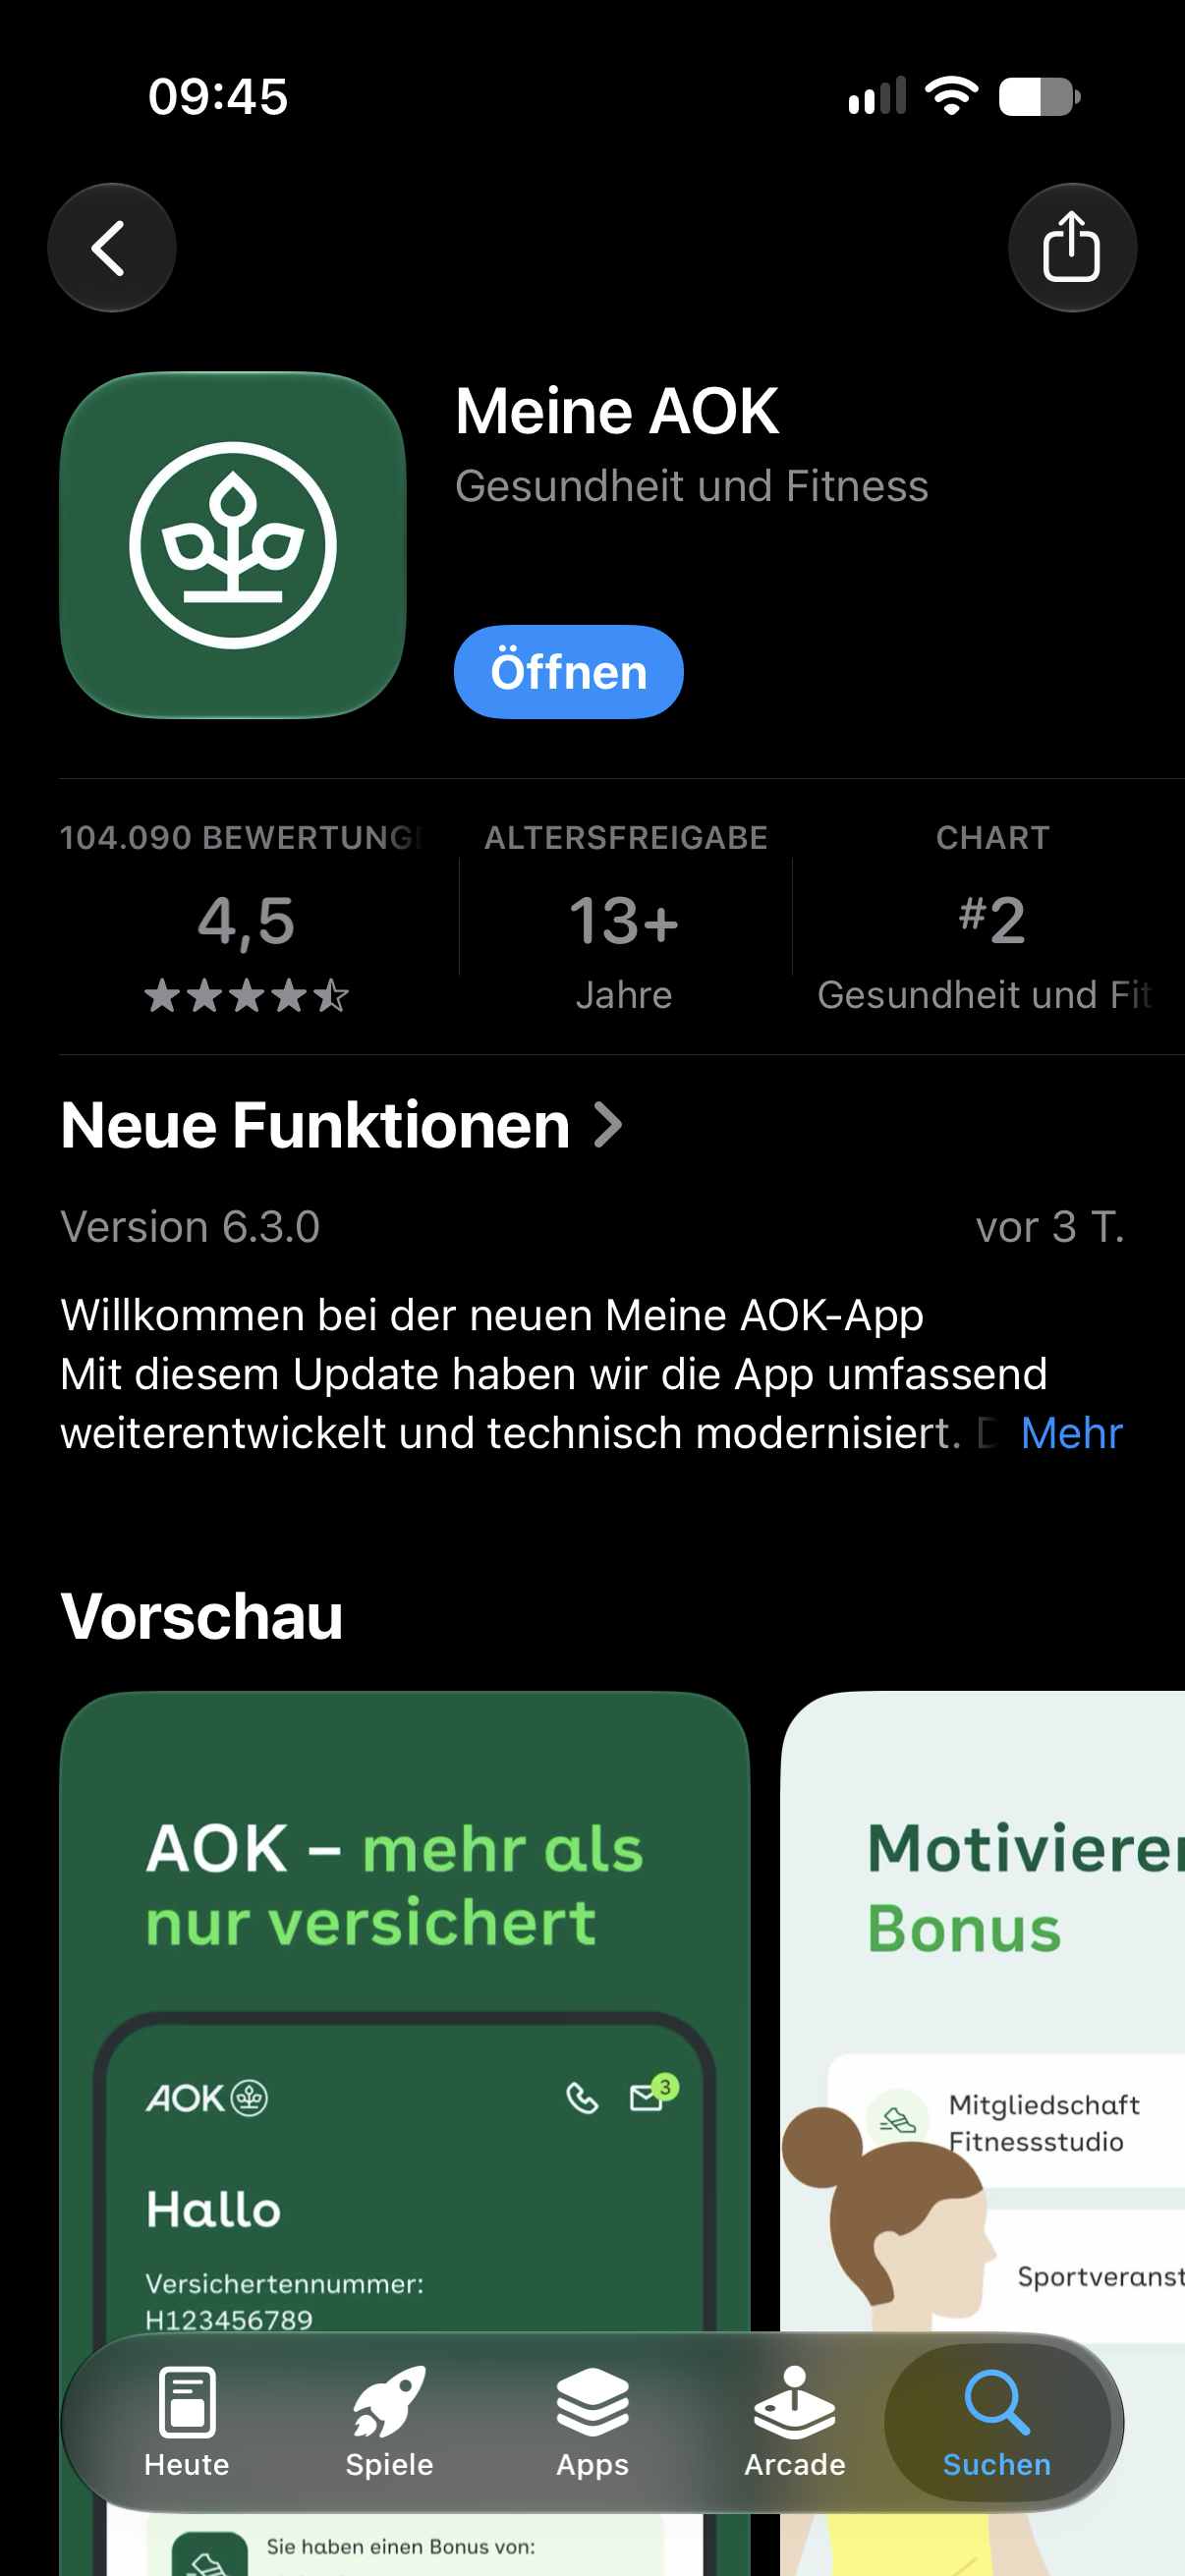 09:45
Meine AOK
Gesundheit und Fitness
Öffnen
104.090 BEWERTUNGE
ALTERSFREIGABE
CHART
4,5
13+
#2
Jahre
Gesundheit und Fit
Neue Funktionen
Version 6.3.0
vor 3 T.
Willkommen bei der neuen Meine AOK-App
Mit diesem Update haben wir die App umfassend
weiterentwickelt und technisch modernisiert. D Mehr
Vorschau
AOK – mehr als
nur versichert
AOK
3
Hallo
Versichertennummer:
H123456789
Motivieren
Bonus
Mitgliedschaft
Fitnessstudio
Sportveranst
Heute
Spiele
Apps
Arcade
Suchen
Sie haben einen Bonus von: